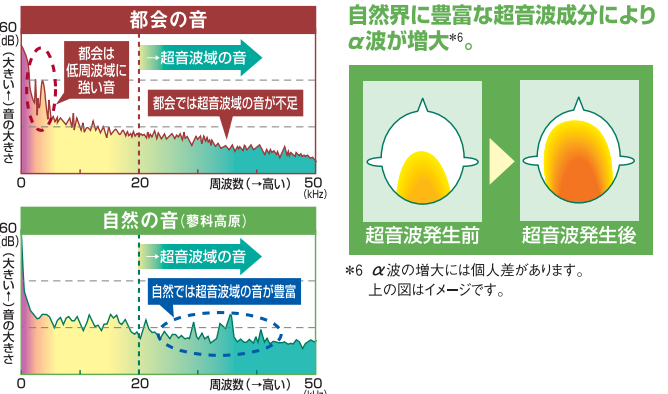 都会の音
60
(dB)
(大きい←)音の大きさ
都会は
低周波域に
強い音
→超音波域の音
都会では超音波域の音が不足
0
20
周波数(→高い)
50
(kHz)
自然の音(蓼科高原)
60
(dB)
(大きい←)音の大きさ
→超音波域の音
自然では超音波域の音が豊富
0
20
周波数(→高い)
50
(kHz)
自然界に豊富な超音波成分により
α波が増大*6。
超音波発生前
超音波発生後
*6 α波の増大には個人差があります。
上の図はイメージです。